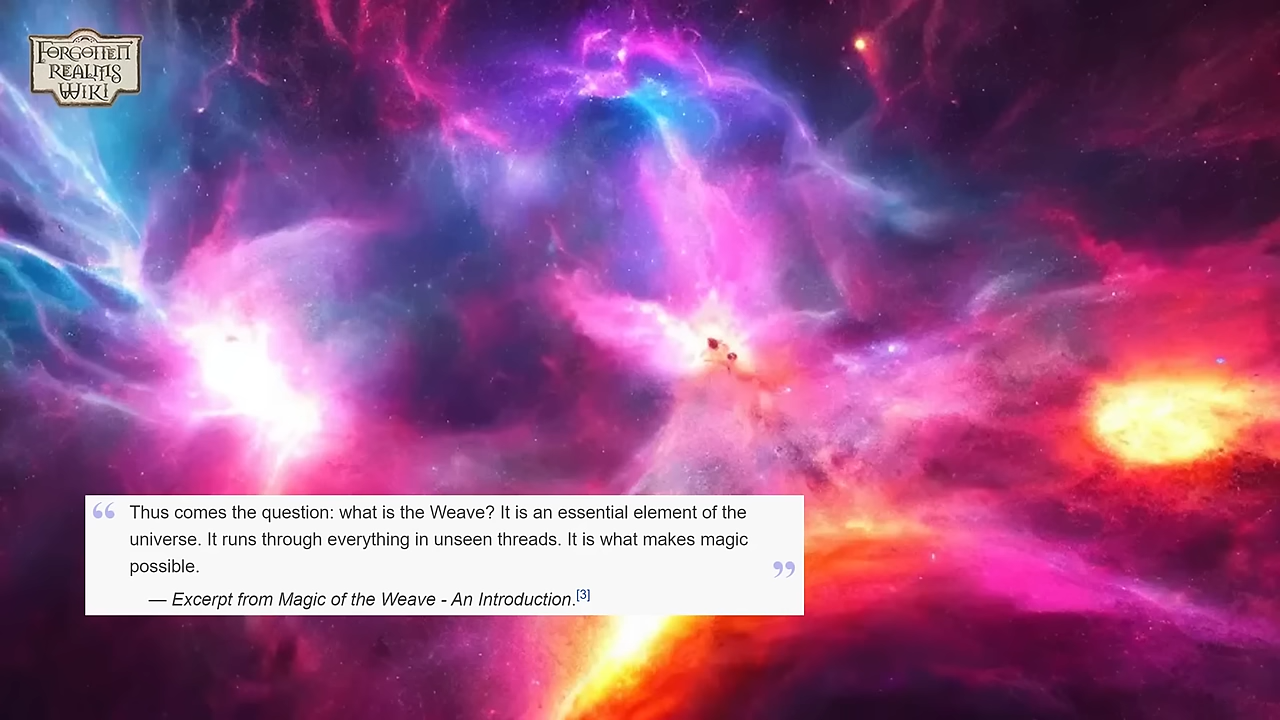 FORGOTTEN
REALMS
WIKI
“ Thus comes the question: what is the Weave? It is an essential element of the
universe. It runs through everything in unseen threads. It is what makes magic
possible. ”
— Excerpt from Magic of the Weave - An Introduction.[3]